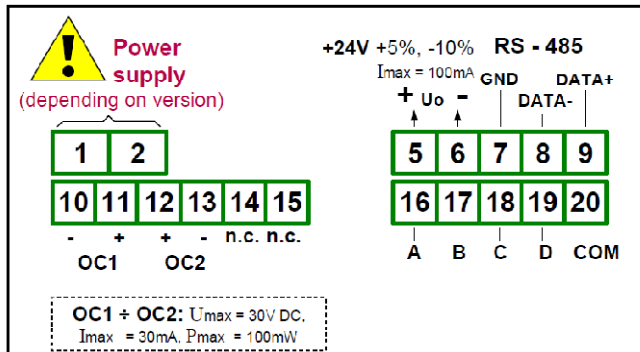 Power
supply
(depending on version)
+24V +5%, -10% RS - 485
Imax = 100mA GND DATA+
+ Uo - DATA-
1 2 5 6 7 8 9
10 11 12 13 14 15 16 17 18 19 20
- + + - n.c. n.c. A B C D COM
OC1 OC2
OC1 ÷ OC2: Umax = 30V DC,
Imax = 30mA, Pmax = 100mW